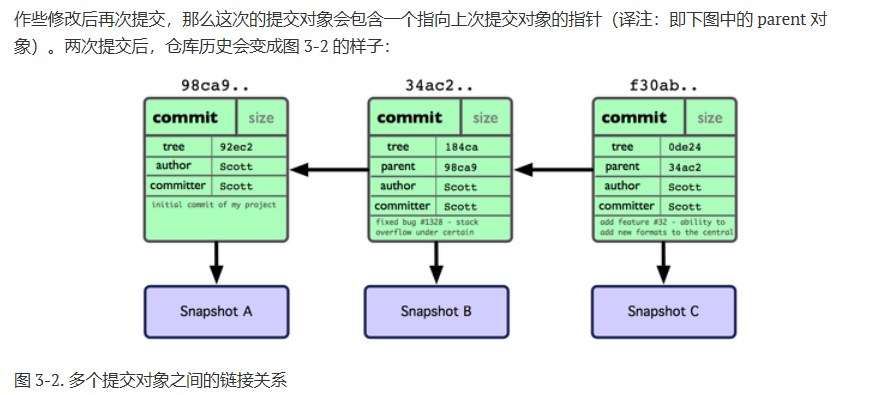 作些修改后再次提交，那么这次的提交对象会包含一个指向上次提交对象的指针（译注：即下图中的 parent 对
象）。两次提交后，仓库历史会变成图 3-2 的样子：
98ca9.. 34ac2.. f30ab..
commit size commit size commit size
tree 92ec2 tree 184ca tree 0de24
author Scott parent 98ca9 parent 34ac2
committer Scott author Scott author Scott
initial commit of my project committer Scott committer Scott
fixed bug #1328 - stack add feature #32 - ability to
overflow under certain add new formats to the central
Snapshot A Snapshot B Snapshot C
图 3-2. 多个提交对象之间的链接关系